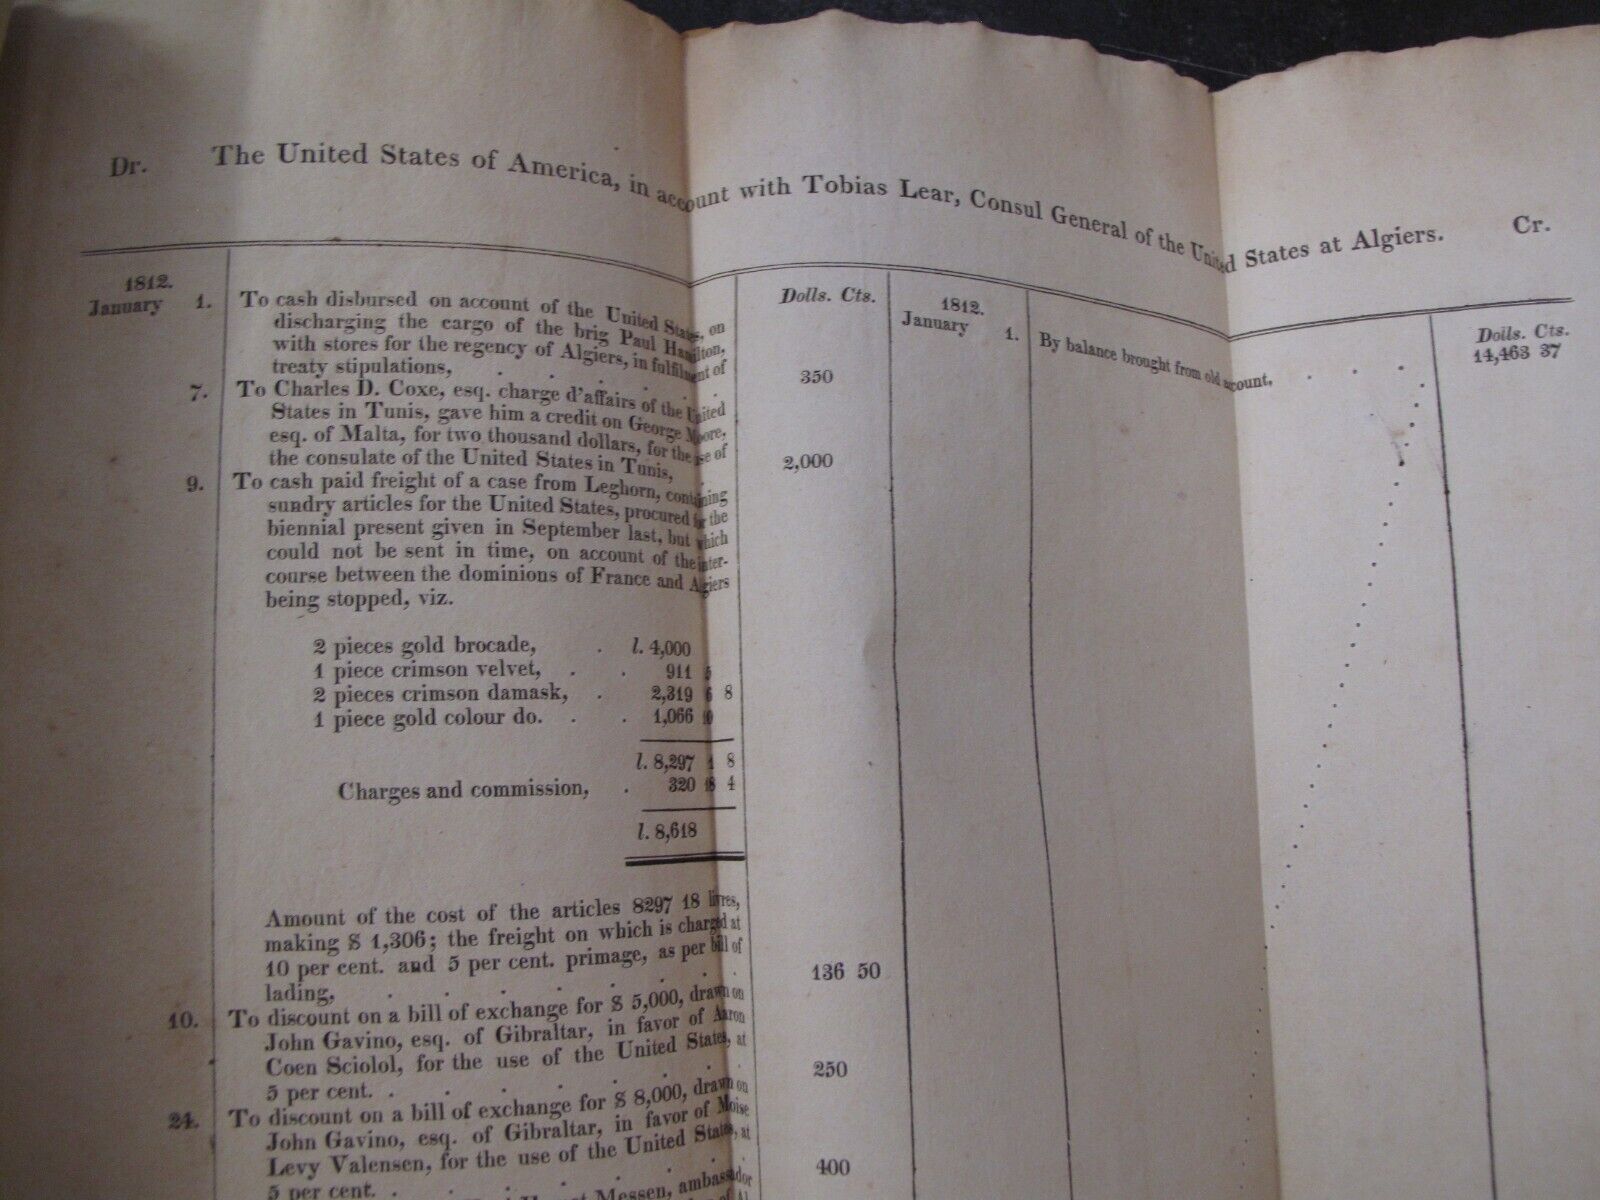 Dr. The United States of America, in account with Tobias Lear, Consul General of the United States at Algiers. Cr.
1812.
January 1. To cash disbursed on account of the United States, on
discharging the cargo of the brig Paul Hamilton,
with stores for the regency of Algiers, in fulfilment of
treaty stipulations, . . . . . 350
7. To Charles D. Coxe, esq. charge d'affairs of the United
States in Tunis, gave him a credit on George Moore,
esq. of Malta, for two thousand dollars, for the use of
the consulate of the United States in Tunis, . 2,000
9. To cash paid freight of a case from Leghorn, containing
sundry articles for the United States, procured for the
biennial present given in September last, but which
could not be sent in time, on account of the inter-
course between the dominions of France and Algiers
being stopped, viz.
2 pieces gold brocade, . l. 4,000
1 piece crimson velvet, . . 911 5
2 pieces crimson damask, . 2,319 6 8
1 piece gold colour do. . . 1,066 10
l. 8,297 1 8
Charges and commission, . 320 18 4
l. 8,618
Amount of the cost of the articles 8297 18 livres,
making $ 1,306; the freight on which is charged at
10 per cent. and 5 per cent. primage, as per bill of
lading, . . . . . . . 136 50
10. To discount on a bill of exchange for $ 5,000, drawn on
John Gavino, esq. of Gibraltar, in favor of Aaron
Coen Sciolol, for the use of the United States, at
5 per cent. . . . . . . 250
24. To discount on a bill of exchange for $ 8,000, drawn on
John Gavino, esq. of Gibraltar, in favor of Moise
Levy Valensen, for the use of the United States, at
5 per cent. . . . . . . 400
Messen, ambassador
Dolls. Cts.
1812.
January 1. By balance brought from old account, . . . .
Dolls. Cts.
14,463 37